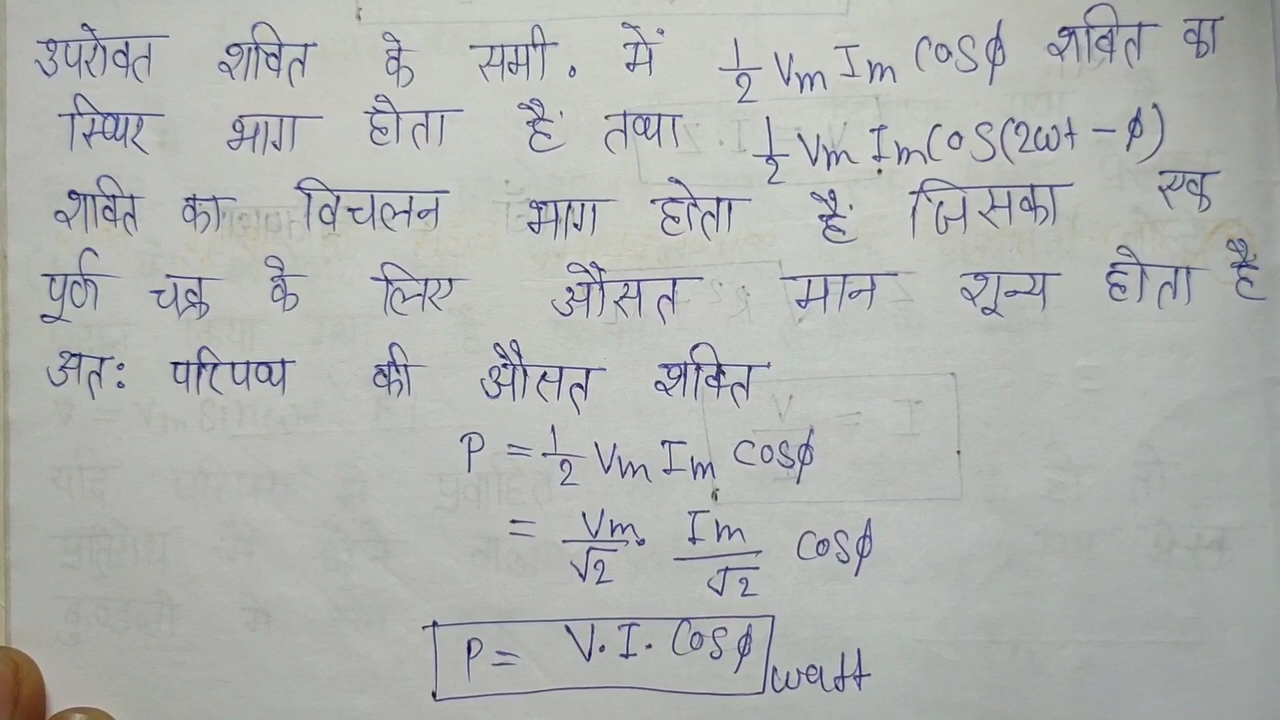 उपरोक्त शक्ति के समी. में 1/2 Vm Im Cosϕ शक्ति का
स्थिर भाग होता है तथा 1/2 Vm Im Cos(2ωt - ϕ)
शक्ति का विचलन भाग होता है जिसका एक
पूर्क चक्र के लिए औसत मान शून्य होता है
अतः परिपथ की औसत शक्ति
P = 1/2 Vm Im Cosϕ
= Vm/√2 . Im/√2 Cosϕ
P = V.I. Cosϕ watt